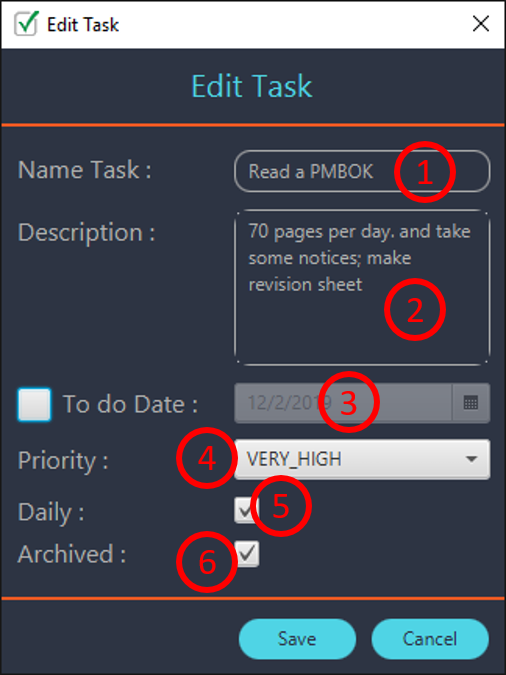 Edit Task
Edit Task
Name Task : Read a PMBOK 1
Description : 70 pages per day. and take
some notices; make
revision sheet
2
To do Date : 12/2/2019 3
Priority : 4 VERY_HIGH
Daily : 5
Archived : 6
Save Cancel